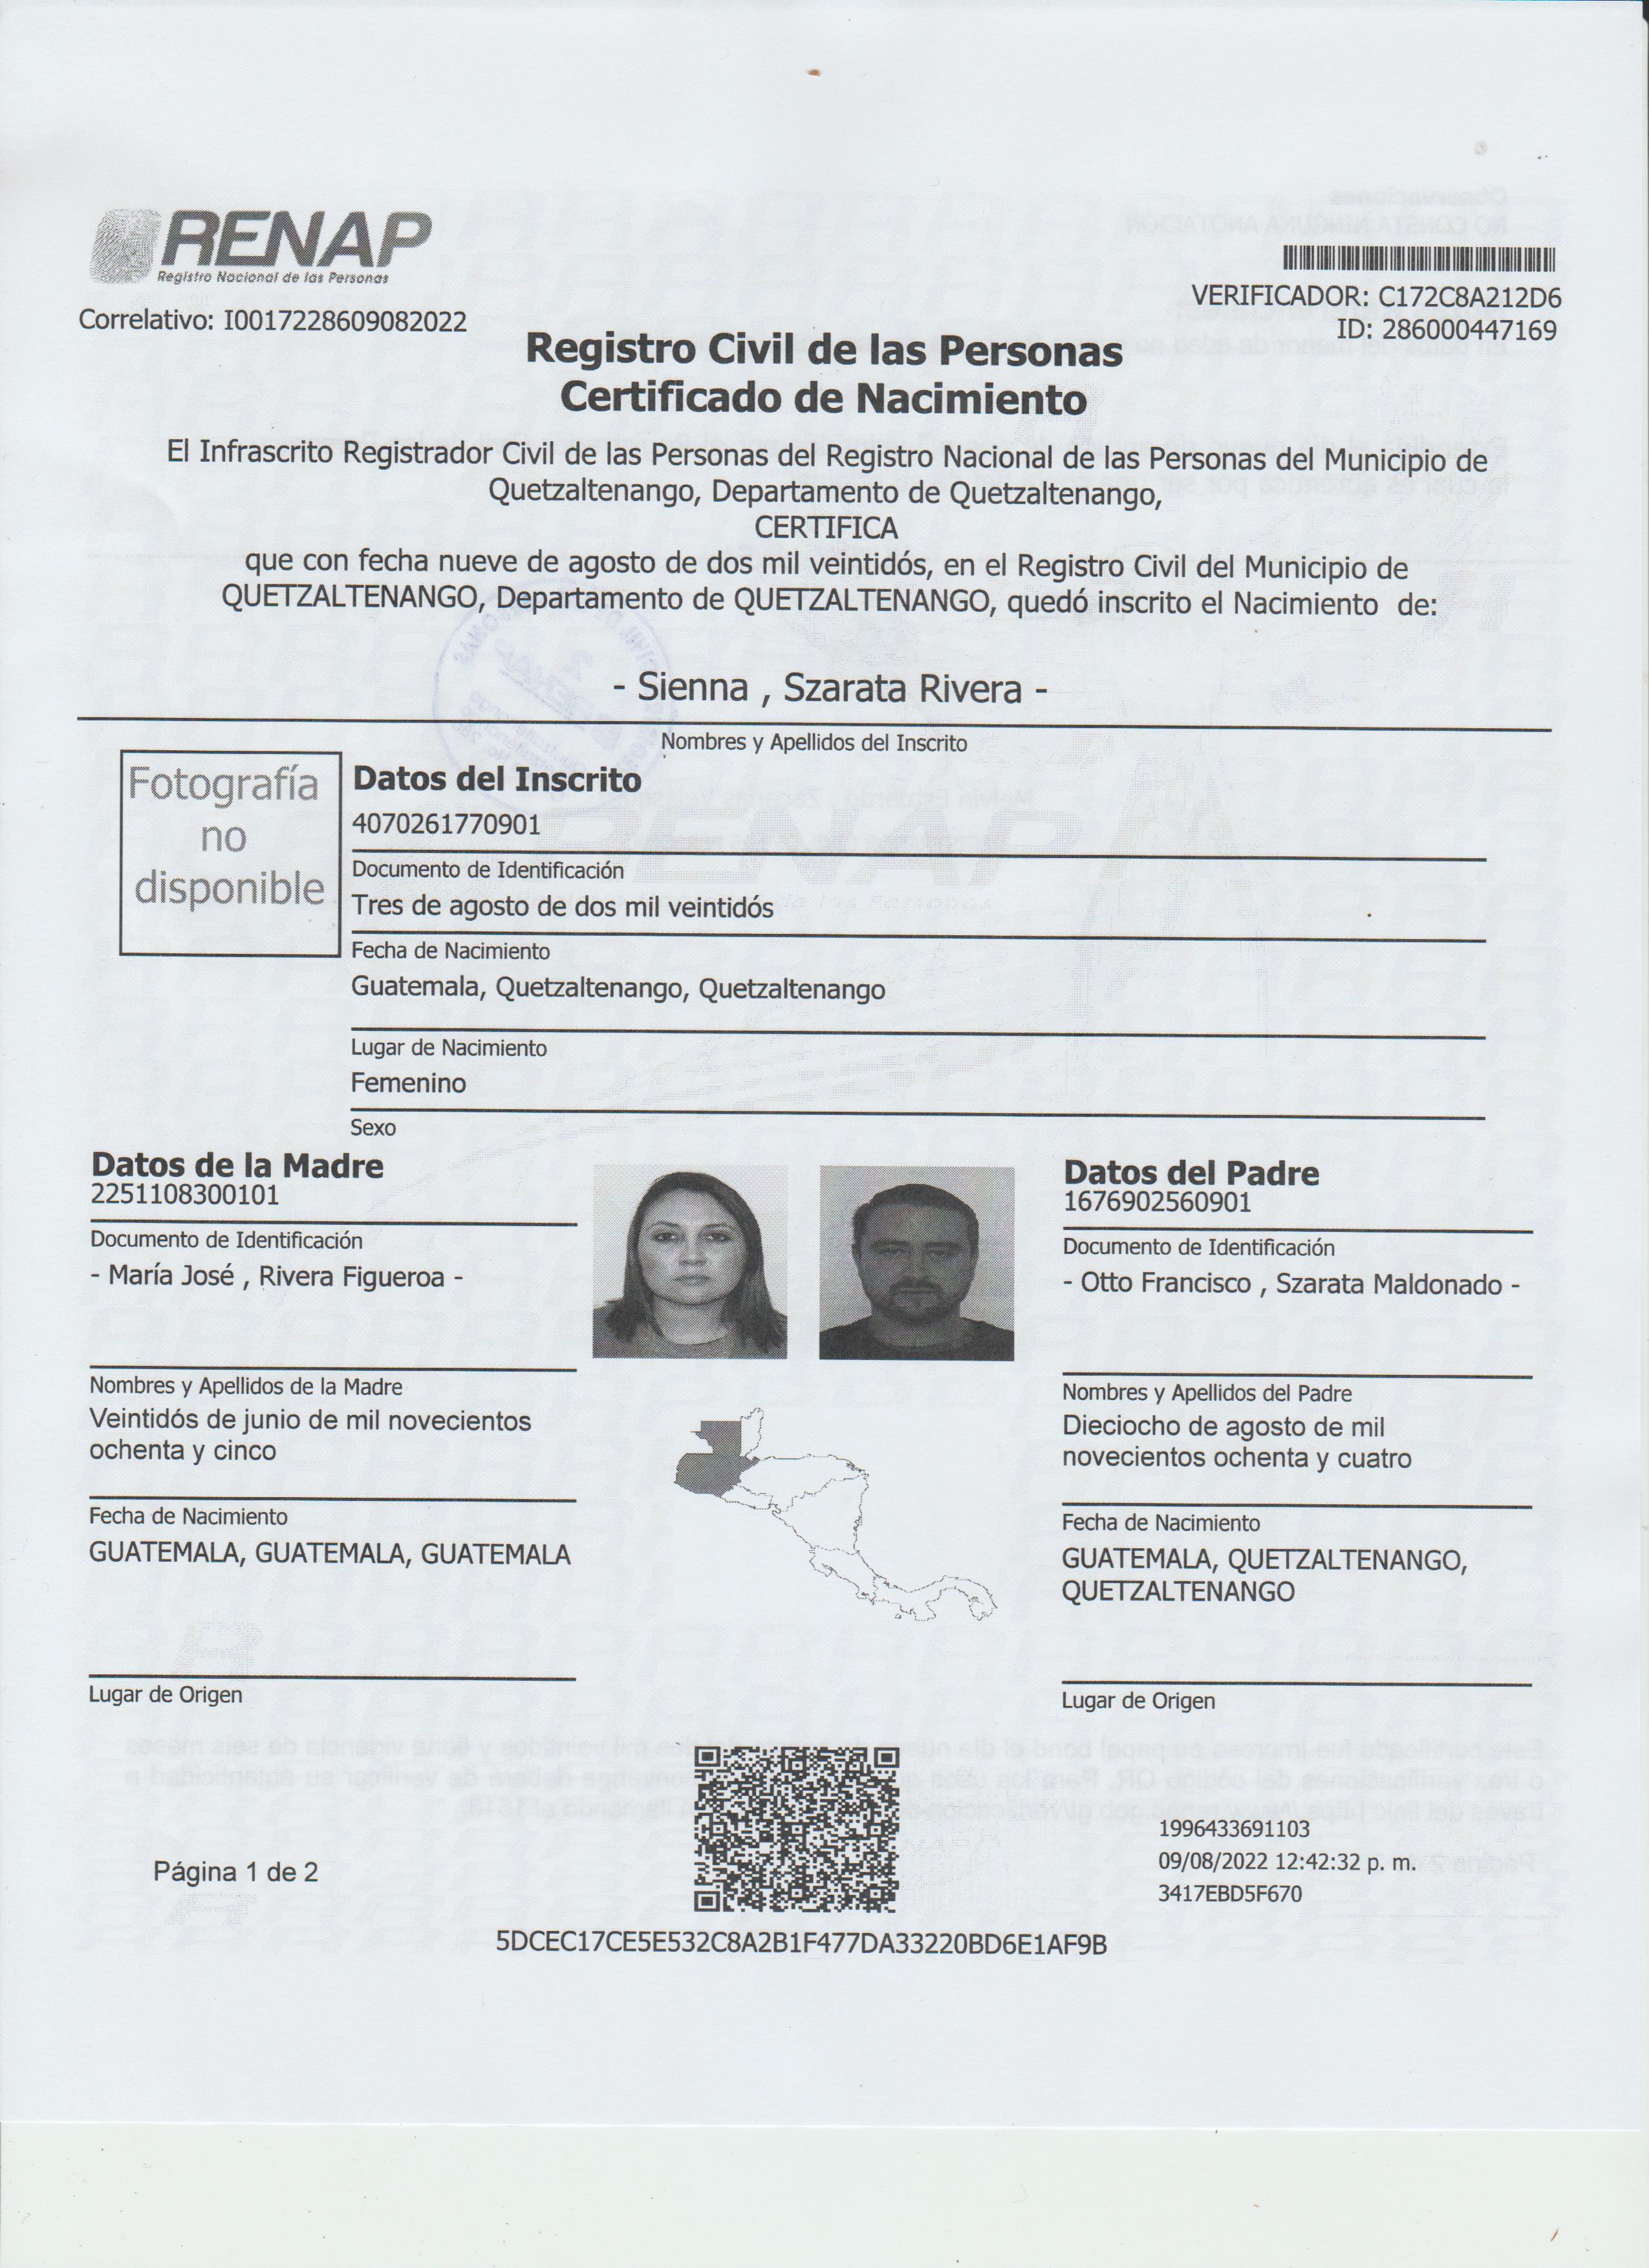 RENAP
Registro Nacional de las Personas
Correlativo: I0017228609082022
VERIFICADOR: C172C8A212D6
ID: 286000447169
Registro Civil de las Personas
Certificado de Nacimiento
El Infrascrito Registrador Civil de las Personas del Registro Nacional de las Personas del Municipio de
Quetzaltenango, Departamento de Quetzaltenango,
CERTIFICA
que con fecha nueve de agosto de dos mil veintidós, en el Registro Civil del Municipio de
QUETZALTENANGO, Departamento de QUETZALTENANGO, quedó inscrito el Nacimiento de:
- Sienna , Szarata Rivera -
Nombres y Apellidos del Inscrito
Fotografía
no
disponible
Datos del Inscrito
4070261770901
Documento de Identificación
Tres de agosto de dos mil veintidós
Fecha de Nacimiento
Guatemala, Quetzaltenango, Quetzaltenango
Lugar de Nacimiento
Femenino
Sexo
Datos de la Madre
2251108300101
Documento de Identificación
- María José , Rivera Figueroa -
Nombres y Apellidos de la Madre
Veintidós de junio de mil novecientos
ochenta y cinco
Fecha de Nacimiento
GUATEMALA, GUATEMALA, GUATEMALA
Lugar de Origen
Datos del Padre
1676902560901
Documento de Identificación
- Otto Francisco , Szarata Maldonado -
Nombres y Apellidos del Padre
Dieciocho de agosto de mil
novecientos ochenta y cuatro
Fecha de Nacimiento
GUATEMALA, QUETZALTENANGO,
QUETZALTENANGO
Lugar de Origen
Página 1 de 2
1996433691103
09/08/2022 12:42:32 p. m.
3417EBD5F670
5DCEC17CE5E532C8A2B1F477DA33220BD6E1AF9B